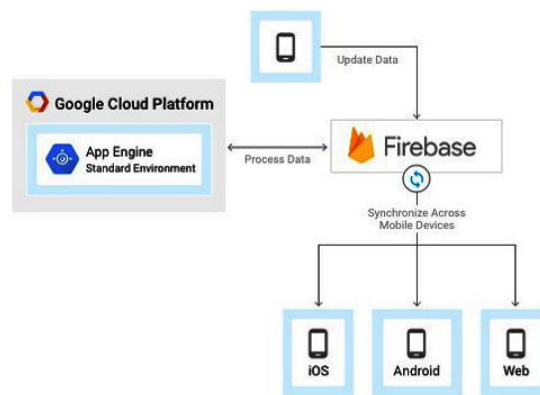 Update Data
Google Cloud Platform
App Engine
Standard Environment
Process Data
Firebase
Synchronize Across
Mobile Devices
iOS
Android
Web